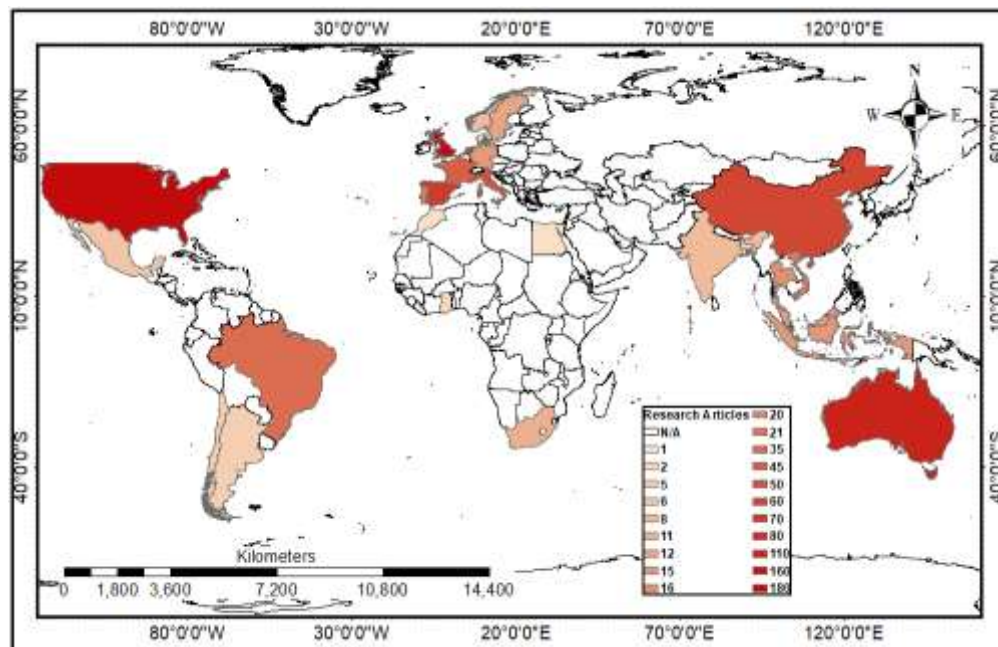 80°0'0"W 30°0'0"W 20°0'0"E 70°0'0"E 120°0'0"E
60°0'0"N 60°0'0"N
N
W E
S
10°0'0"N 10°0'0"N
40°0'0"S 40°0'0"S
Research Articles
N/A
1
2
5
6
8
11
12
15
16
20
21
35
45
50
60
70
80
110
160
180
Kilometers
0 1,800 3,600 7,200 10,800 14,400
80°0'0"W 30°0'0"W 20°0'0"E 70°0'0"E 120°0'0"E